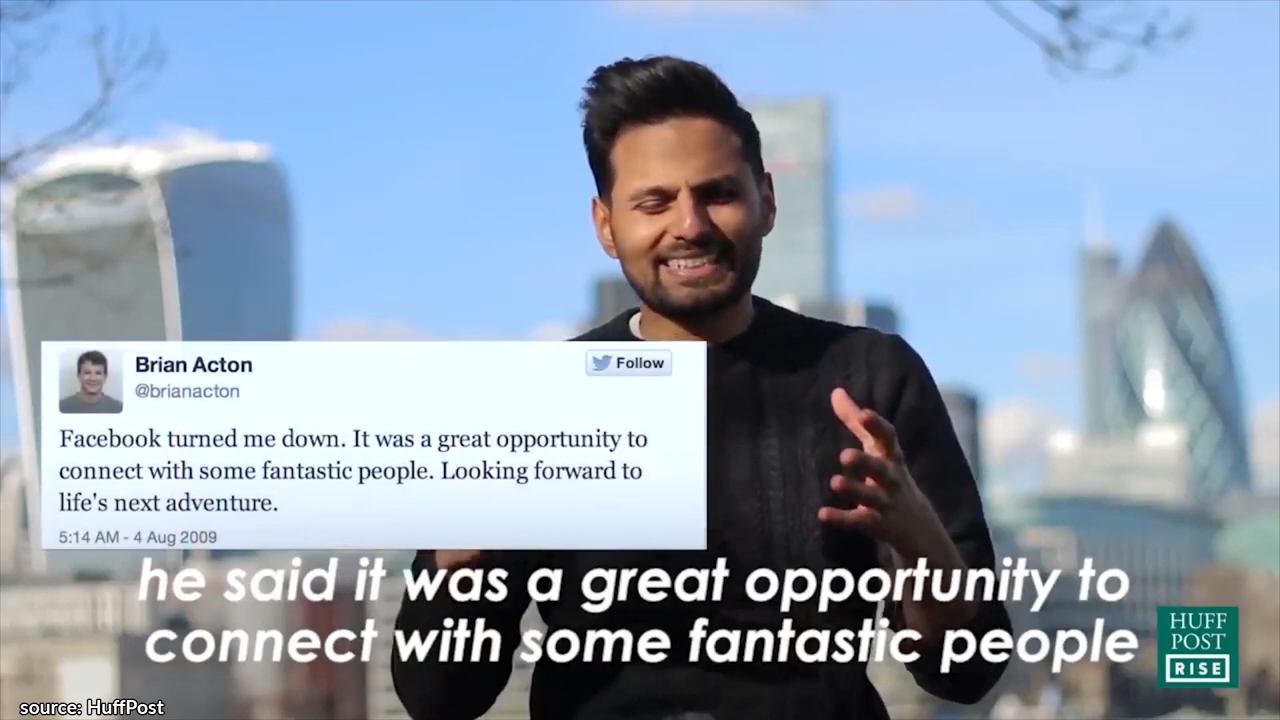 Brian Acton
@brianacton
Follow
Facebook turned me down. It was a great opportunity to
connect with some fantastic people. Looking forward to
life's next adventure.
5:14 AM - 4 Aug 2009
he said it was a great opportunity to
connect with some fantastic people
HUFF
POST
RISE
source: HuffPost